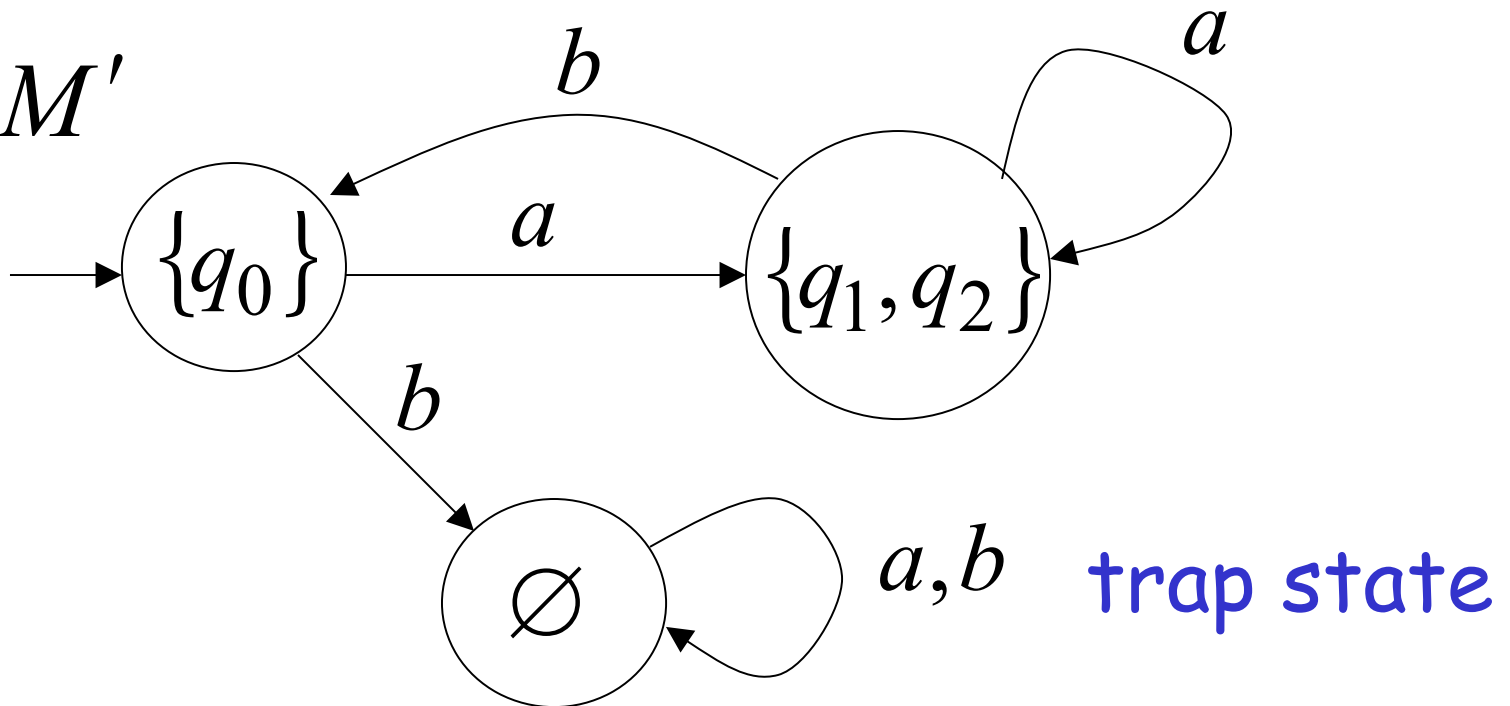 M′
b
a
{q₀}
a
{q₁,q₂}
b
∅
a,b
trap state